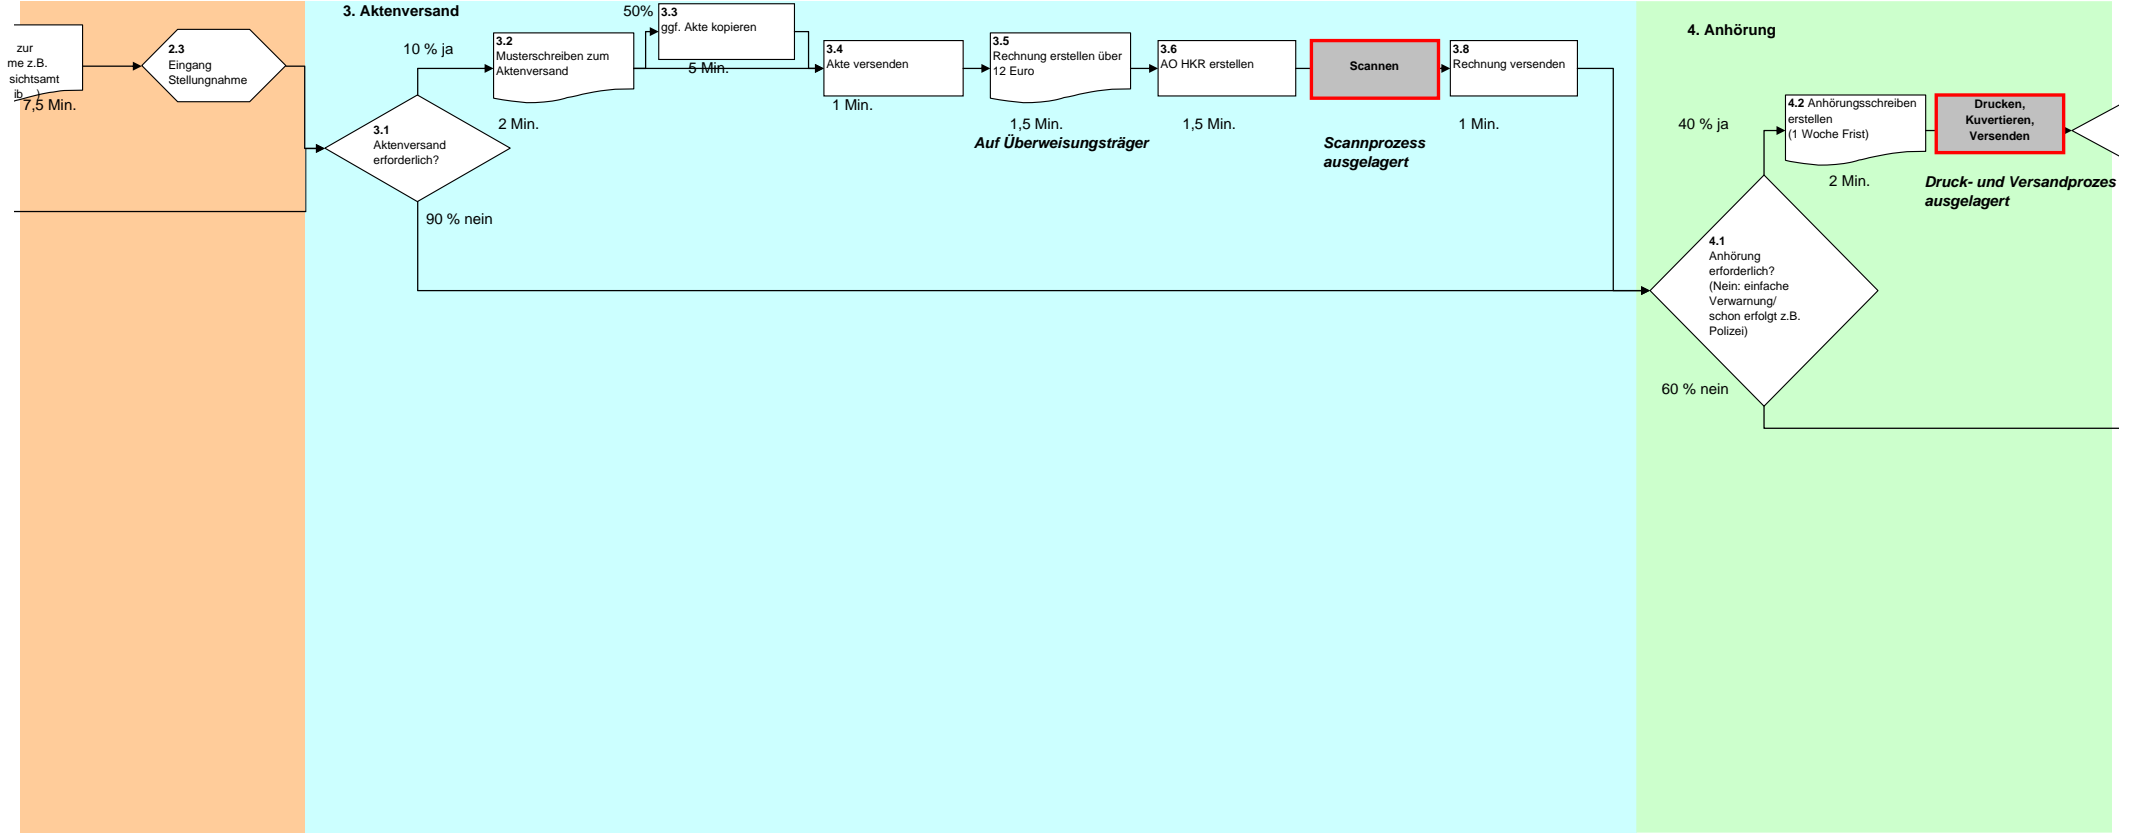 zur
me z.B.
sichtsamt
ib...)
7,5 Min.
2.3
Eingang
Stellungnahme
3. Aktenversand
10 % ja
3.1
Aktenversand
erforderlich?
90 % nein
3.2
Musterschreiben zum
Aktenversand
2 Min.
50%
3.3
ggf. Akte kopieren
5 Min.
3.4
Akte versenden
1 Min.
3.5
Rechnung erstellen über
12 Euro
1,5 Min.
Auf Überweisungsträger
3.6
AO HKR erstellen
1,5 Min.
Scannen
Scannprozess
ausgelagert
3.8
Rechnung versenden
1 Min.
4. Anhörung
40 % ja
4.1
Anhörung
erforderlich?
(Nein: einfache
Verwarnung/
schon erfolgt z.B.
Polizei)
60 % nein
4.2 Anhörungsschreiben
erstellen
(1 Woche Frist)
2 Min.
Drucken,
Kuvertieren,
Versenden
Druck- und Versandprozes
ausgelagert